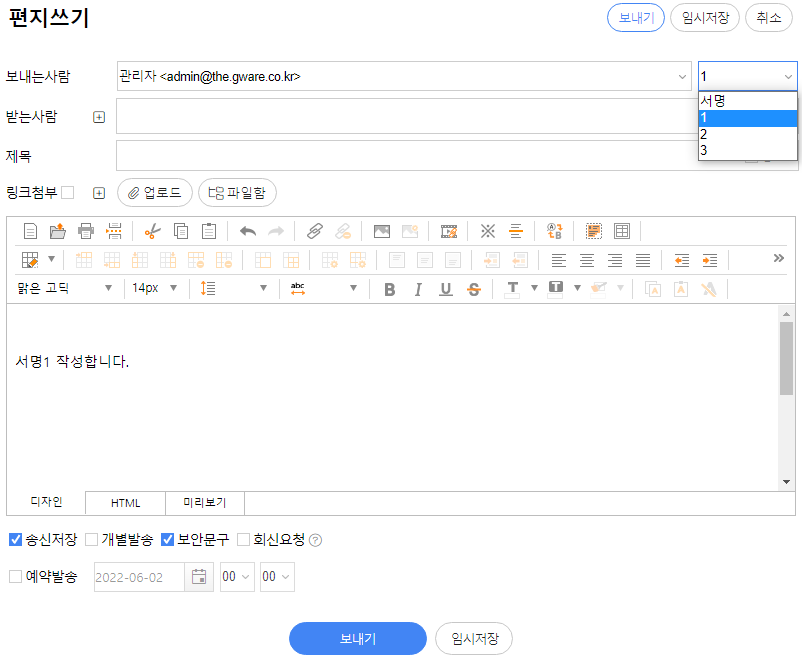 편지쓰기 보내기 임시저장 취소
보내는사람 관리자 <admin@the.gware.co.kr> 1
서명
1
2
3
받는사람
제목
링크첨부 업로드 파일함
맑은 고딕 14px abc B I U S T T
서명1 작성합니다.
디자인 HTML 미리보기
송신저장 개별발송 보안문구 회신요청 ?
예약발송 2022-06-02 00 00
보내기 임시저장